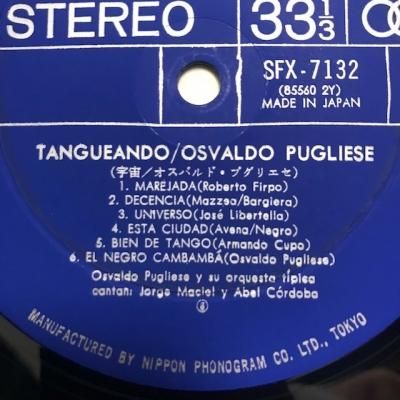 STEREO 33 1/3
SFX-7132
(85560 2Y)
MADE IN JAPAN
TANGUEANDO/OSVALDO PUGLIESE
(宇宙/オスバルド・プグリエセ)
1. MAREJADA(Roberto Firpo)
2. DECENCIA(Mazzea/Bargiera)
3. UNIVERSO(José Libertella)
4. ESTA CIUDAD(Avena/Negro)
5. BIEN DE TANGO(Armando Cupo)
6. EL NEGRO CAMBAMBÁ(Osvaldo Pugliese)
Osvaldo Pugliese y su orquesta típica
cantan: Jorge Maciel y Abel Córdoba
MANUFACTURED BY NIPPON PHONOGRAM CO. LTD., TOKYO